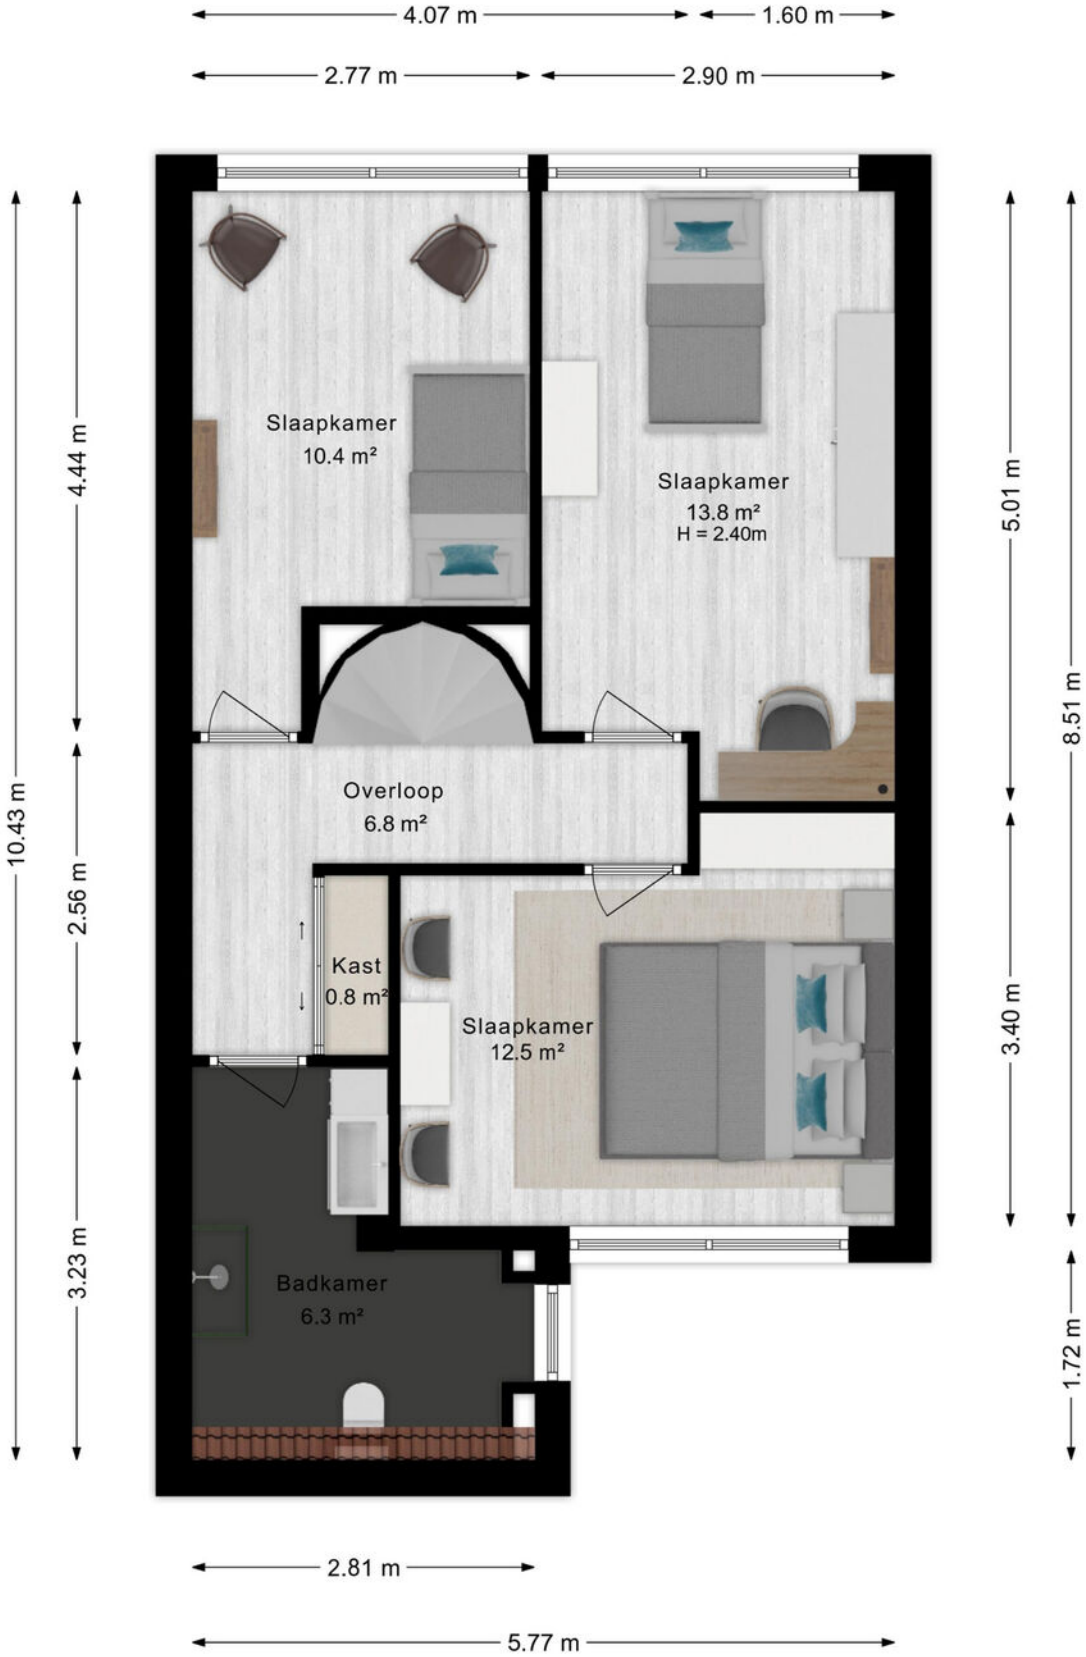 4.07 m
1.60 m
2.77 m
2.90 m
4.44 m
Slaapkamer
10.4 m²
Slaapkamer
13.8 m²
H = 2.40m
5.01 m
8.51 m
10.43 m
2.56 m
Overloop
6.8 m²
Kast
0.8 m²
Slaapkamer
12.5 m²
3.40 m
3.23 m
Badkamer
6.3 m²
1.72 m
2.81 m
5.77 m